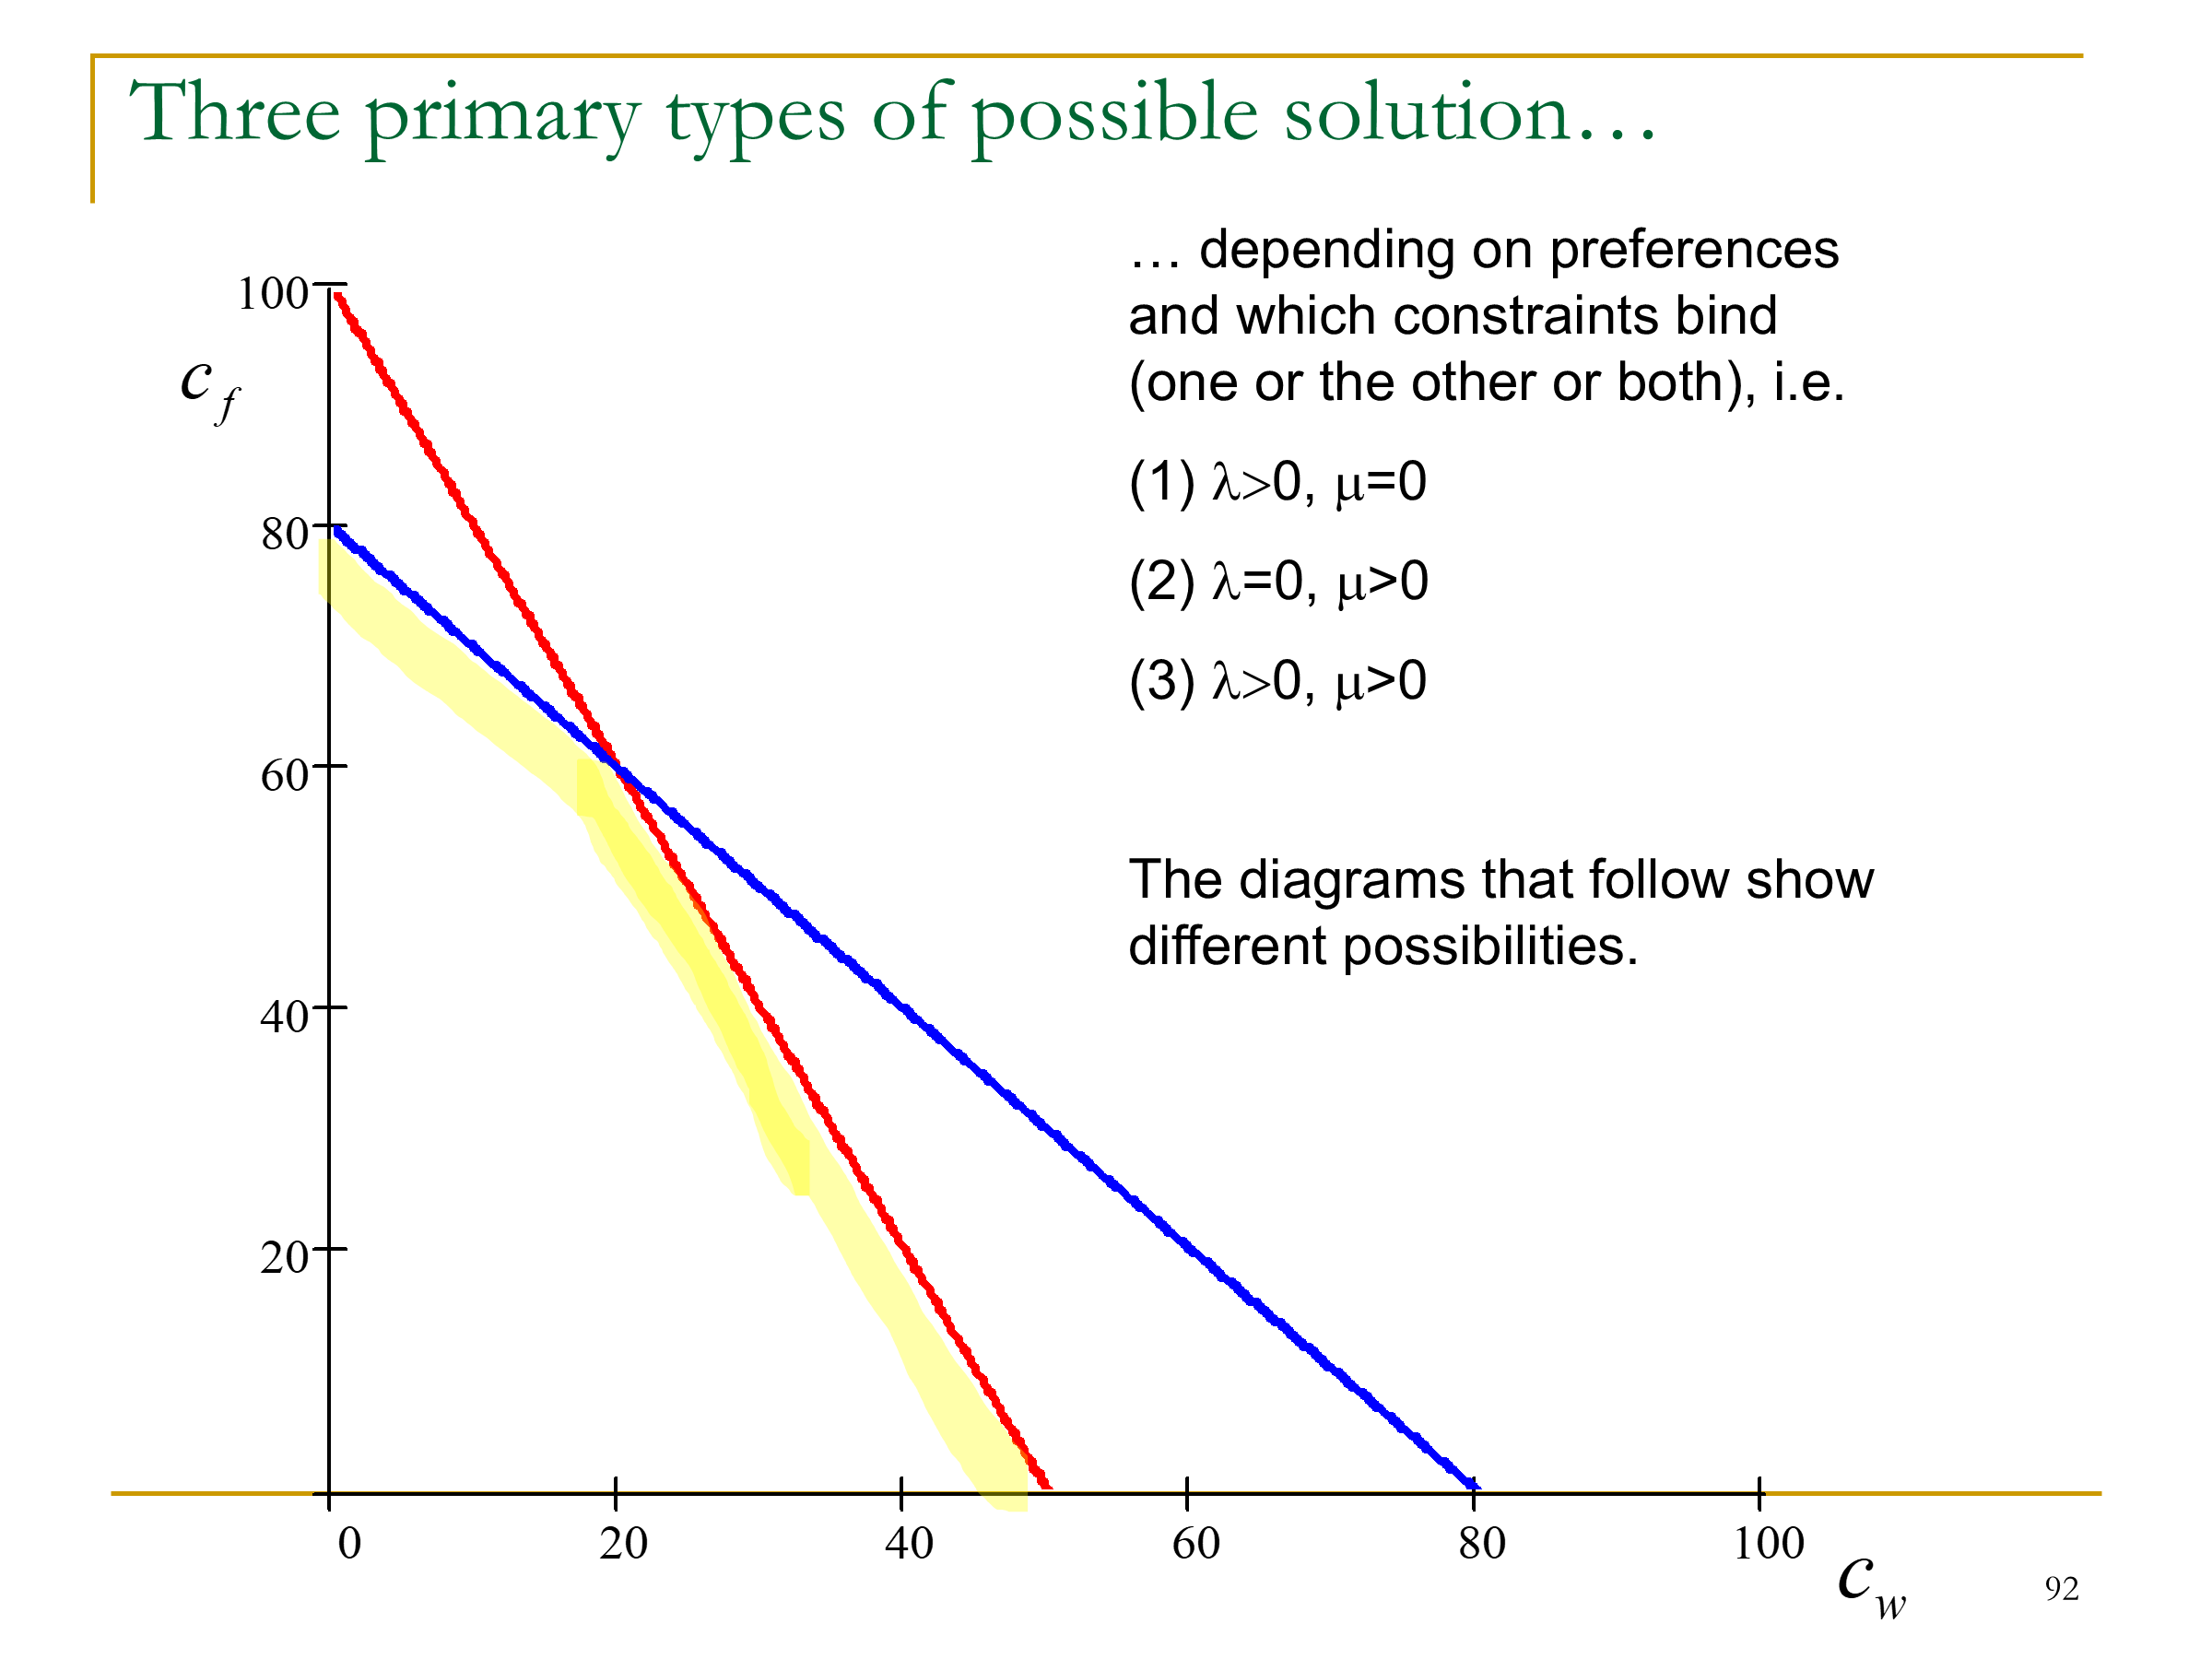 Three primary types of possible solution…
… depending on preferences
and which constraints bind
(one or the other or both), i.e.
(1) λ>0, μ=0
(2) λ=0, μ>0
(3) λ>0, μ>0
The diagrams that follow show
different possibilities.
100
c_f
80
60
40
20
0 20 40 60 80 100
c_w
92